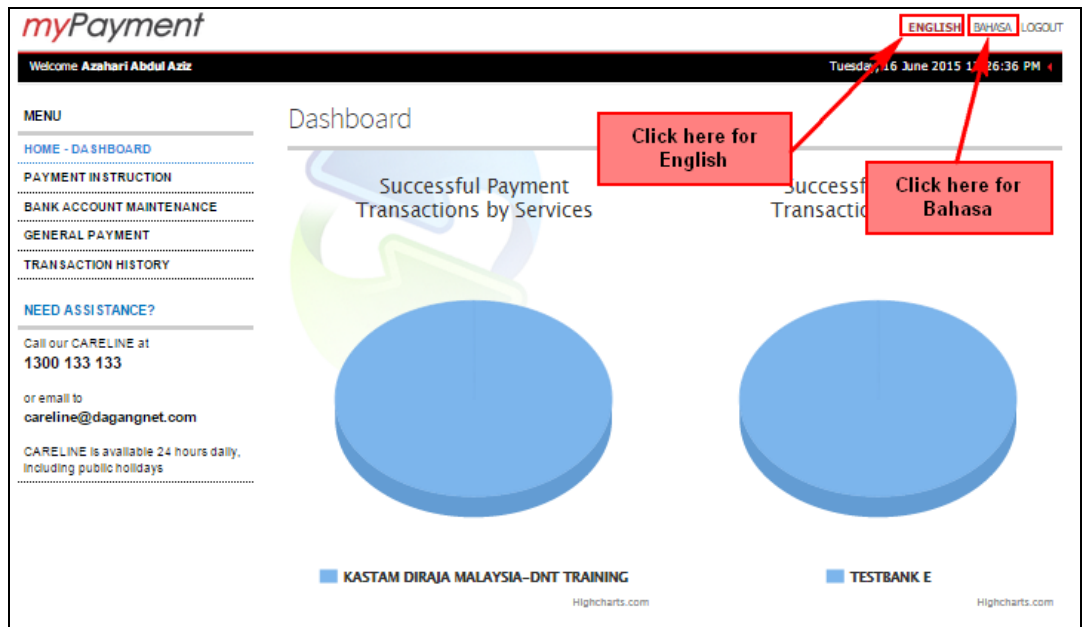 myPayment
ENGLISH BAHASA LOGOUT
Welcome Azahari Abdul Aziz
Tuesday, 16 June 2015 26:36 PM
MENU
HOME - DASHBOARD
PAYMENT INSTRUCTION
BANK ACCOUNT MAINTENANCE
GENERAL PAYMENT
TRANSACTION HISTORY
NEED ASSISTANCE?
Call our CARELINE at
1300 133 133
or email to
careline@dagangnet.com
CARELINE is available 24 hours daily,
including public holidays
Dashboard
Click here for
English
Click here for
Bahasa
Successful Payment
Transactions by Services
KASTAM DIRAJA MALAYSIA-DNT TRAINING
Highcharts.com
TESTBANK E
Highcharts.com